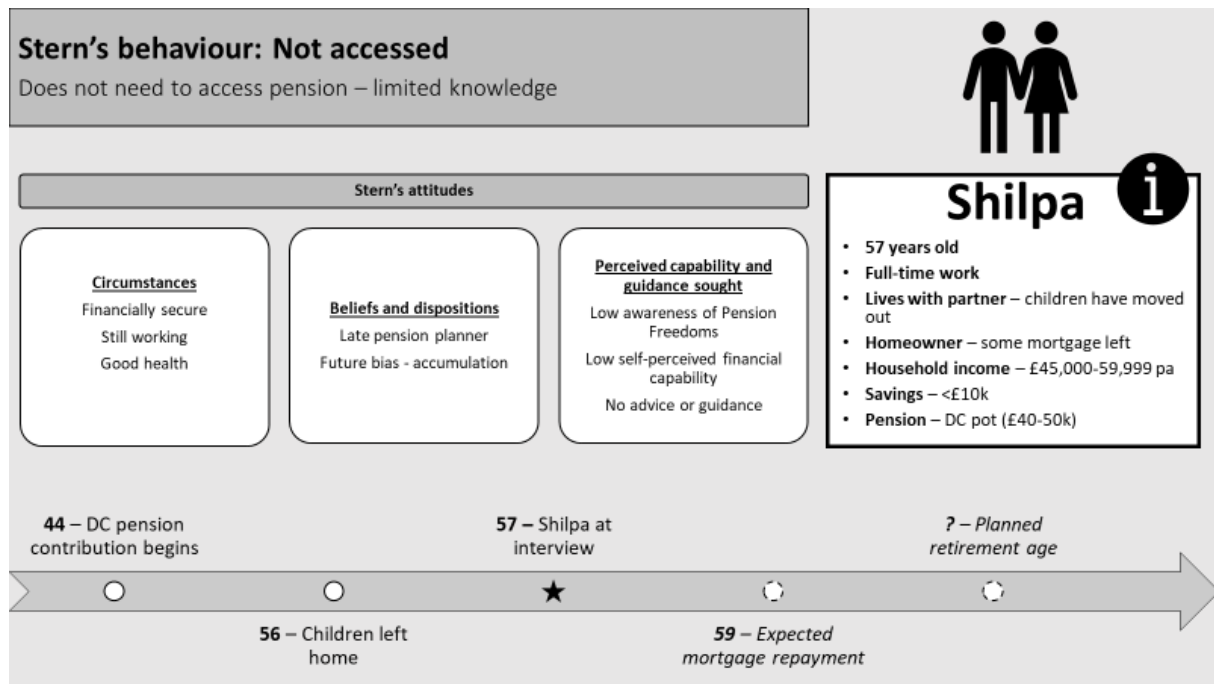 Stern’s behaviour: Not accessed
Does not need to access pension – limited knowledge
Stern’s attitudes
Circumstances
Financially secure
Still working
Good health
Beliefs and dispositions
Late pension planner
Future bias - accumulation
Perceived capability and
guidance sought
Low awareness of Pension
Freedoms
Low self-perceived financial
capability
No advice or guidance
i
Shilpa
• 57 years old
• Full-time work
• Lives with partner – children have moved
out
• Homeowner – some mortgage left
• Household income – £45,000-59,999 pa
• Savings – <£10k
• Pension – DC pot (£40-50k)
44 – DC pension
contribution begins
56 – Children left
home
57 – Shilpa at
interview
59 – Expected
mortgage repayment
? – Planned
retirement age